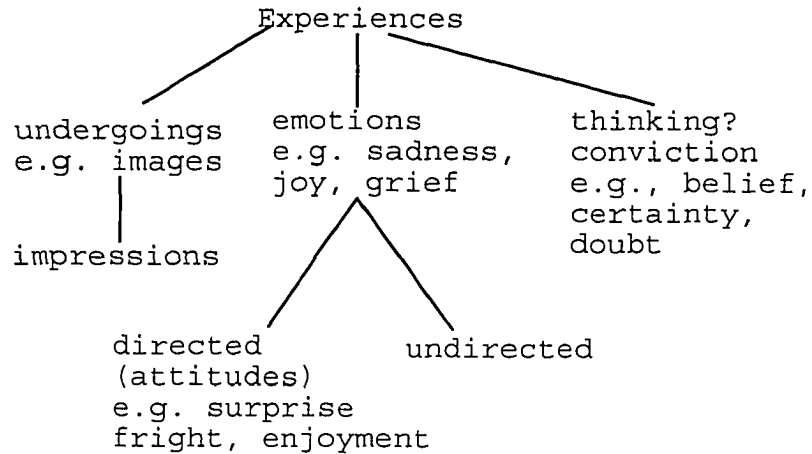 Experiences
undergoings
e.g. images
impressions
emotions
e.g. sadness,
joy, grief
directed
(attitudes)
e.g. surprise
fright, enjoyment
undirected
thinking?
conviction
e.g., belief,
certainty,
doubt